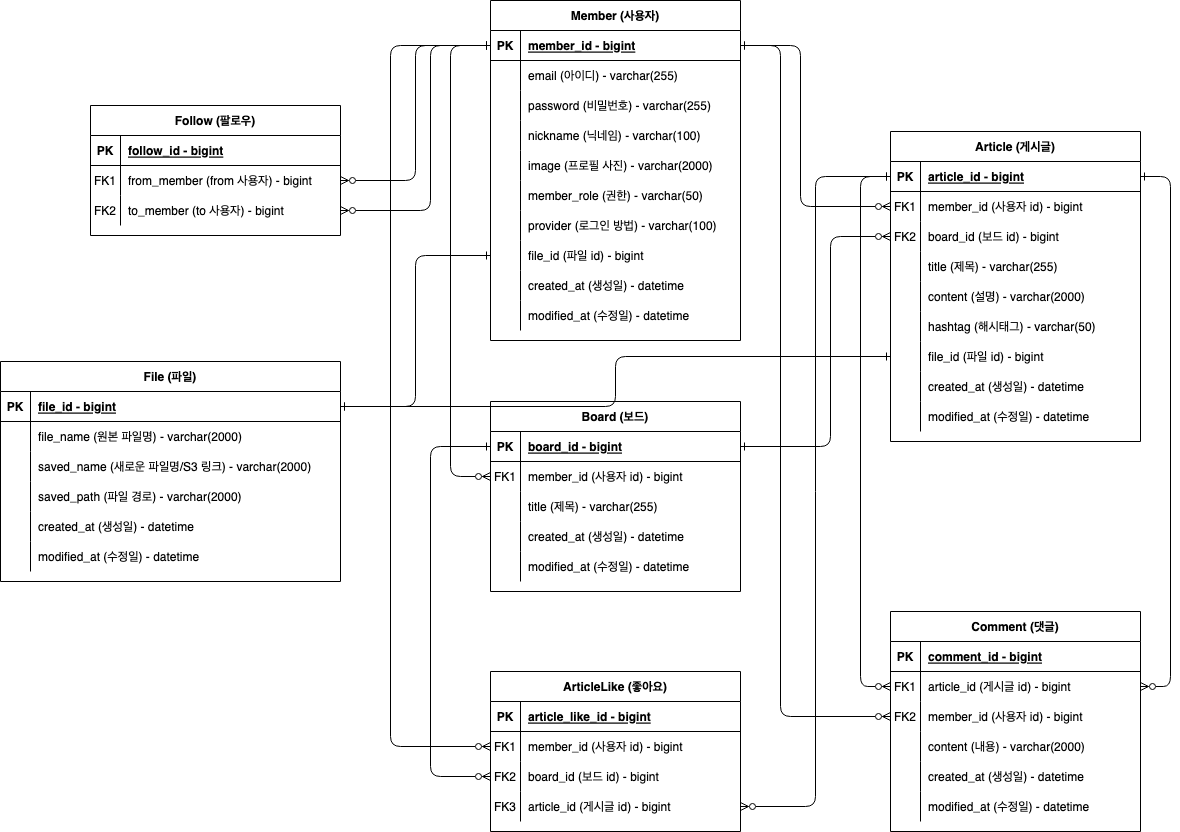 Member (사용자)
PK member_id - bigint
email (아이디) - varchar(255)
password (비밀번호) - varchar(255)
nickname (닉네임) - varchar(100)
image (프로필 사진) - varchar(2000)
member_role (권한) - varchar(50)
provider (로그인 방법) - varchar(100)
file_id (파일 id) - bigint
created_at (생성일) - datetime
modified_at (수정일) - datetime
Follow (팔로우)
PK follow_id - bigint
FK1 from_member (from 사용자) - bigint
FK2 to_member (to 사용자) - bigint
Article (게시글)
PK article_id - bigint
FK1 member_id (사용자 id) - bigint
FK2 board_id (보드 id) - bigint
title (제목) - varchar(255)
content (설명) - varchar(2000)
hashtag (해시태그) - varchar(50)
file_id (파일 id) - bigint
created_at (생성일) - datetime
modified_at (수정일) - datetime
File (파일)
PK file_id - bigint
file_name (원본 파일명) - varchar(2000)
saved_name (새로운 파일명/S3 링크) - varchar(2000)
saved_path (파일 경로) - varchar(2000)
created_at (생성일) - datetime
modified_at (수정일) - datetime
Board (보드)
PK board_id - bigint
FK1 member_id (사용자 id) - bigint
title (제목) - varchar(255)
created_at (생성일) - datetime
modified_at (수정일) - datetime
Comment (댓글)
PK comment_id - bigint
FK1 article_id (게시글 id) - bigint
FK2 member_id (사용자 id) - bigint
content (내용) - varchar(2000)
created_at (생성일) - datetime
modified_at (수정일) - datetime
ArticleLike (좋아요)
PK article_like_id - bigint
FK1 member_id (사용자 id) - bigint
FK2 board_id (보드 id) - bigint
FK3 article_id (게시글 id) - bigint